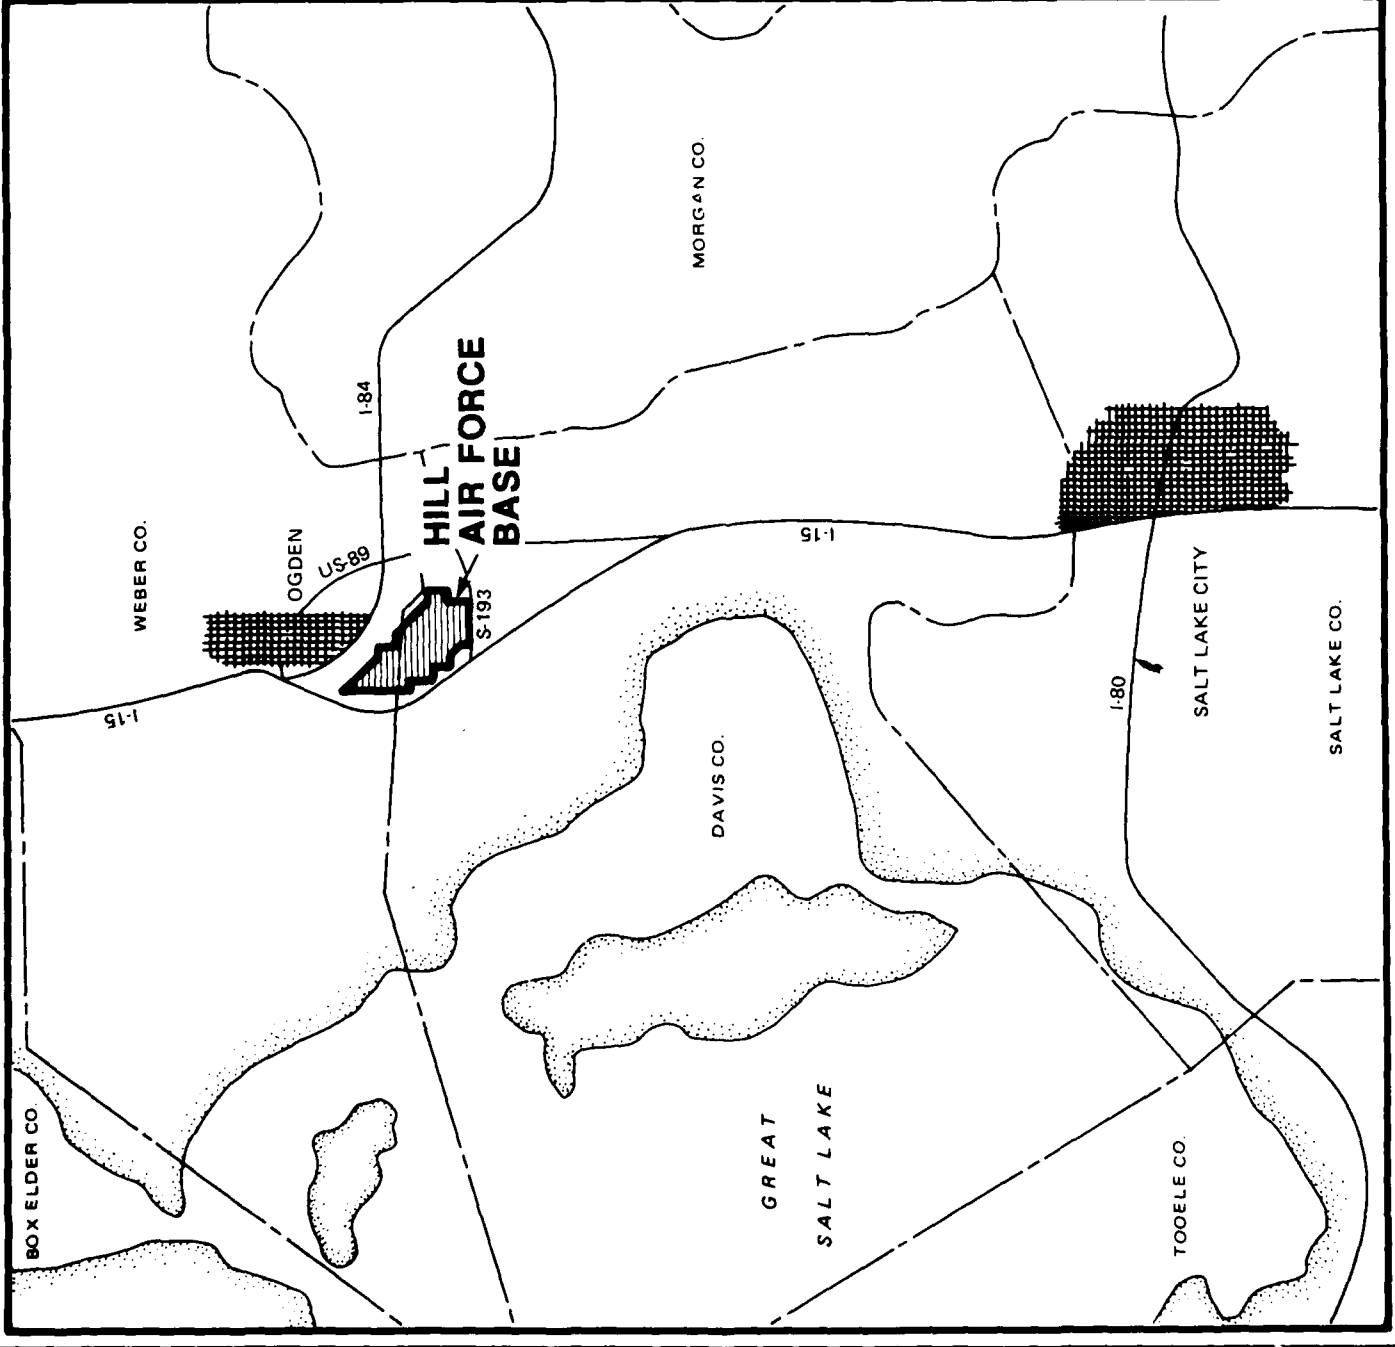 WEBER CO.
OGDEN
US-89
I-84
HILL
AIR FORCE
BASE
S-193
I-15
MORGAN CO.
I-15
DAVIS CO.
SALT LAKE CITY
I-80
SALT LAKE CO.
BOX ELDER CO.
GREAT
SALT LAKE
TOOELE CO.